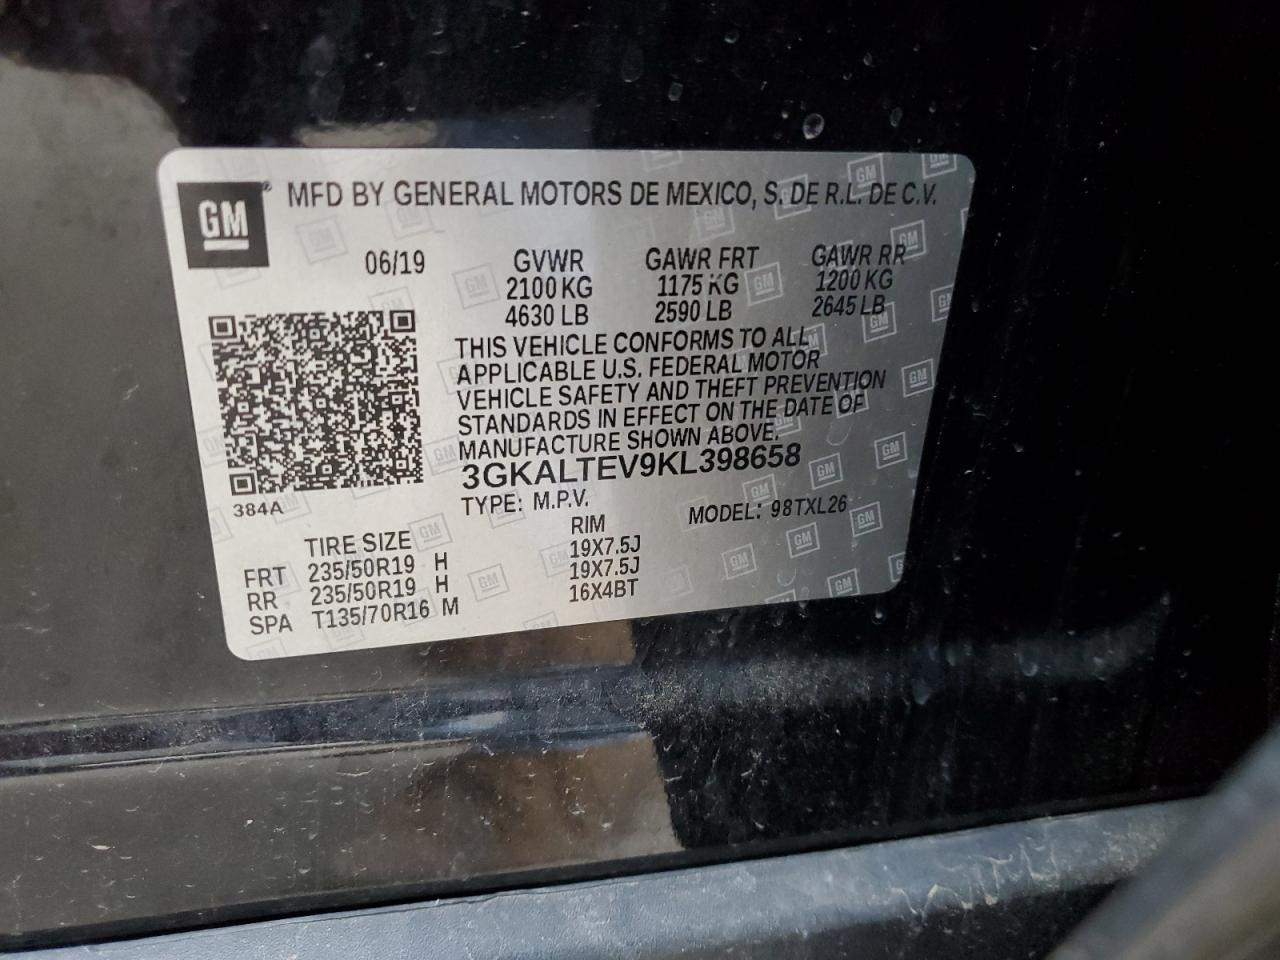 GM® MFD BY GENERAL MOTORS DE MEXICO, S. DE R.L. DE C.V.
06/19 GVWR GAWR FRT GAWR RR
2100 KG 1175 KG 1200 KG
4630 LB 2590 LB 2645 LB
THIS VEHICLE CONFORMS TO ALL
APPLICABLE U.S. FEDERAL MOTOR
VEHICLE SAFETY AND THEFT PREVENTION
STANDARDS IN EFFECT ON THE DATE OF
MANUFACTURE SHOWN ABOVE.
3GKALTEV9KL398658
384A
TYPE: M.P.V. MODEL: 98TXL26
TIRE SIZE RIM
FRT 235/50R19 H 19X7.5J
RR 235/50R19 H 19X7.5J
SPA T135/70R16 M 16X4BT